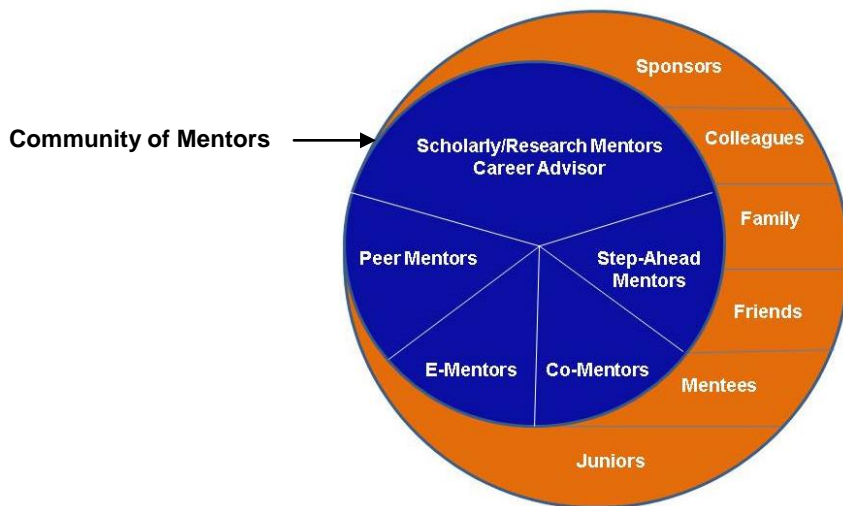 Community of Mentors
Sponsors
Colleagues
Family
Friends
Mentees
Juniors
Scholarly/Research Mentors
Career Advisor
Peer Mentors
Step-Ahead
Mentors
E-Mentors
Co-Mentors